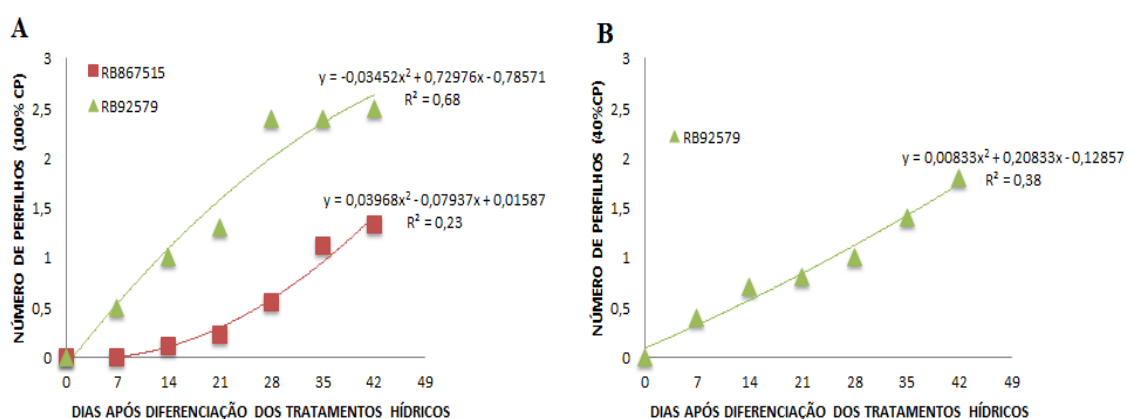 A
NÚMERO DE PERFILHOS (100% CP)
3
2,5
2
1,5
1
0,5
0
RB867515
RB92579
y = -0,03452x² + 0,72976x - 0,78571
R² = 0,68
y = 0,03968x² - 0,07937x + 0,01587
R² = 0,23
0 7 14 21 28 35 42 49
DIAS APÓS DIFERENCIAÇÃO DOS TRATAMENTOS HÍDRICOS
B
NÚMERO DE PERFILHOS (40%CP)
3
2,5
2
1,5
1
0,5
0
RB92579
y = 0,00833x² + 0,20833x - 0,12857
R² = 0,38
0 7 14 21 28 35 42 49
DIAS APÓS DIFERENCIAÇÃO DOS TRATAMENTOS HÍDRICOS